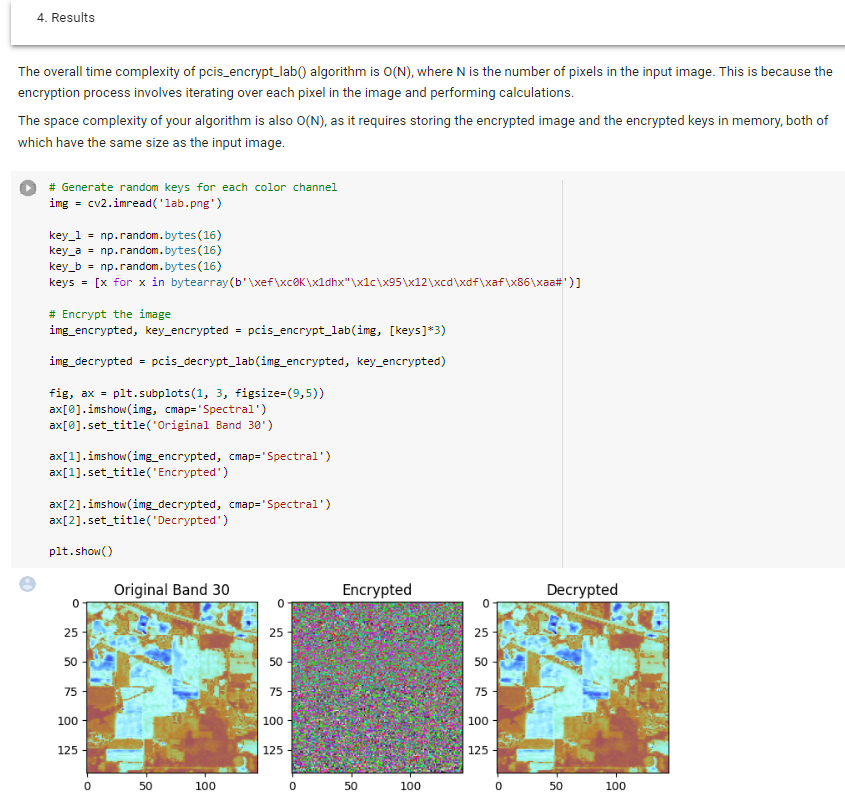 4. Results
The overall time complexity of pcis_encrypt_lab() algorithm is O(N), where N is the number of pixels in the input image. This is because the
encryption process involves iterating over each pixel in the image and performing calculations.
The space complexity of your algorithm is also O(N), as it requires storing the encrypted image and the encrypted keys in memory, both of
which have the same size as the input image.
# Generate random keys for each color channel
img = cv2.imread('lab.png')
key_l = np.random.bytes(16)
key_a = np.random.bytes(16)
key_b = np.random.bytes(16)
keys = [x for x in bytearray(b'\xef\xc0K\x1dhx"\x1c\x95\x12\xcd\xdf\xaf\x86\xaa#')]
# Encrypt the image
img_encrypted, key_encrypted = pcis_encrypt_lab(img, [keys]*3)
img_decrypted = pcis_decrypt_lab(img_encrypted, key_encrypted)
fig, ax = plt.subplots(1, 3, figsize=(9,5))
ax[0].imshow(img, cmap='Spectral')
ax[0].set_title('Original Band 30')
ax[1].imshow(img_encrypted, cmap='Spectral')
ax[1].set_title('Encrypted')
ax[2].imshow(img_decrypted, cmap='Spectral')
ax[2].set_title('Decrypted')
plt.show()
Original Band 30 Encrypted Decrypted
0 0 0
25 25 25
50 50 50
75 75 75
100 100 100
125 125 125
0 50 100 0 50 100 0 50 100